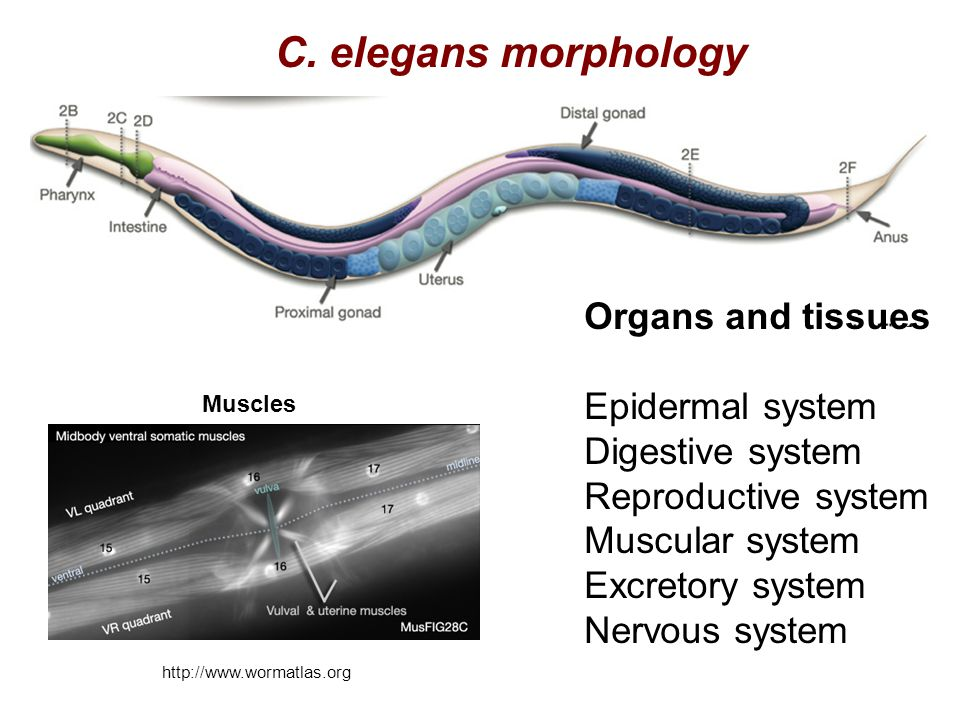 C. elegans morphology
2B
2C
2D
Distal gonad
2E
2F
Pharynx
Intestine
Anus
Uterus
Proximal gonad
Organs and tissues
Epidermal system
Digestive system
Reproductive system
Muscular system
Excretory system
Nervous system
Muscles
Midbody ventral somatic muscles
16
17
midline
vulva
VL quadrant
17
15
16
ventral
15
Vulval & uterine muscles
VR quadrant
MusFIG28C
http://www.wormatlas.org